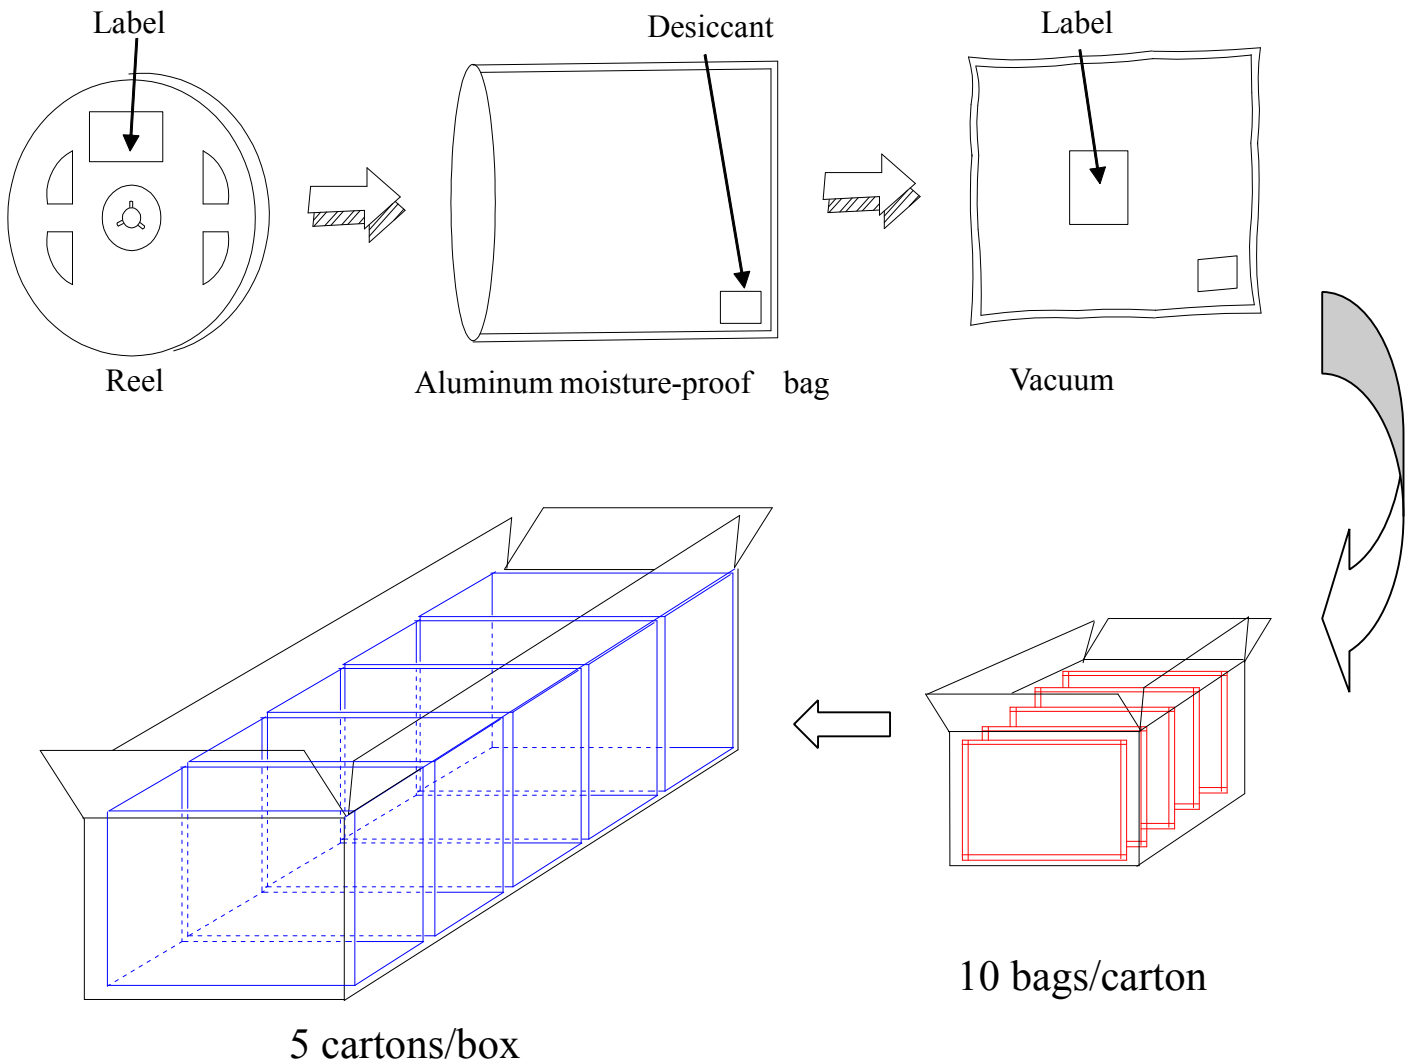 Label
Desiccant
Label
Reel
Aluminum moisture-proof bag
Vacuum
10 bags/carton
5 cartons/box